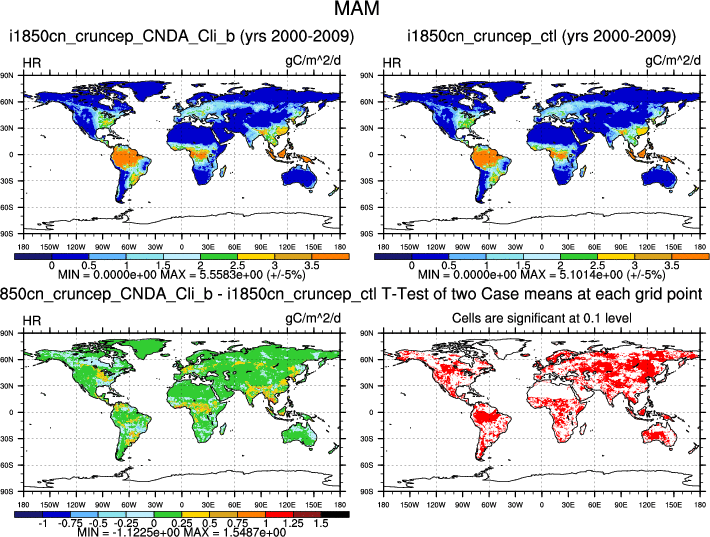 MAM
i1850cn_cruncep_CNDA_Cli_b (yrs 2000-2009)
HR gC/m^2/d
90N
60N
30N
0
30S
60S
90S
180 150W 120W 90W 60W 30W 0 30E 60E 90E 120E 150E 180
0 0.5 1 1.5 2 2.5 3 3.5
MIN = 0.0000e+00 MAX = 5.5583e+00 (+/-5%)
i1850cn_cruncep_ctl (yrs 2000-2009)
HR gC/m^2/d
90N
60N
30N
0
30S
60S
90S
180 150W 120W 90W 60W 30W 0 30E 60E 90E 120E 150E 180
0 0.5 1 1.5 2 2.5 3 3.5
MIN = 0.0000e+00 MAX = 5.1014e+00 (+/-5%)
850cn_cruncep_CNDA_Cli_b - i1850cn_cruncep_ctl
HR gC/m^2/d
90N
60N
30N
0
30S
60S
90S
180 150W 120W 90W 60W 30W 0 30E 60E 90E 120E 150E 180
-1 -0.75 -0.5 -0.25 0 0.25 0.5 0.75 1 1.25 1.5
MIN = -1.1225e+00 MAX = 1.5487e+00
T-Test of two Case means at each grid point
Cells are significant at 0.1 level
90N
60N
30N
0
30S
60S
90S
180 150W 120W 90W 60W 30W 0 30E 60E 90E 120E 150E 180